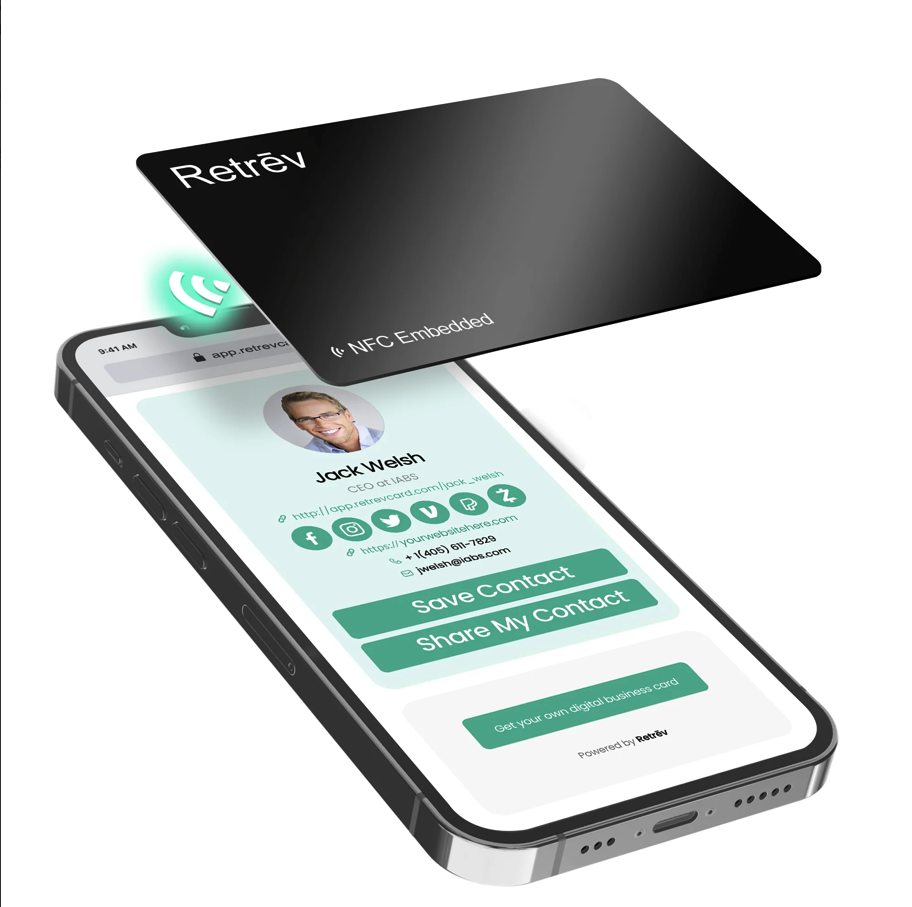 Retrēv
NFC Embedded
9:41 AM
app.retrevca
Jack Welsh
CEO at IABS
http://app.retrevcard.com/jack_welsh
https://yourwebsitehere.com
+1(405) 611-7829
jwelsh@iabs.com
Save Contact
Share My Contact
Get your own digital business card
Powered by Retrēv